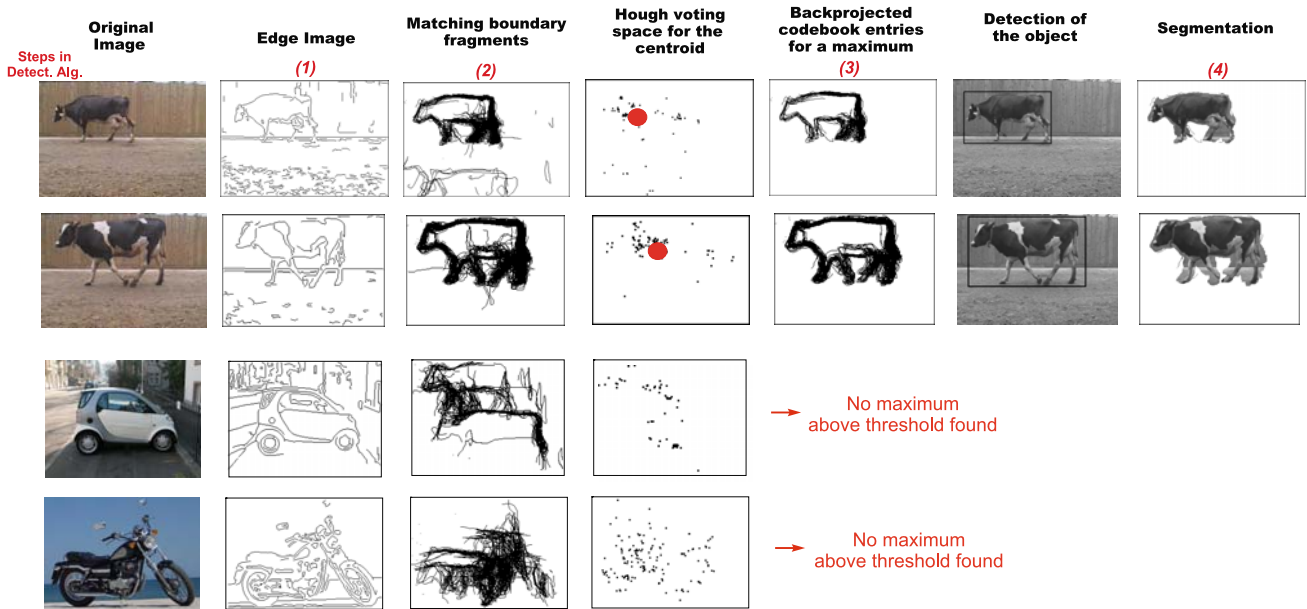 Original
Image
Edge Image
Matching boundary
fragments
Hough voting
space for the
centroid
Backprojected
codebook entries
for a maximum
Detection of
the object
Segmentation
Steps in
Detect. Alg.
(1)
(2)
(3)
(4)
No maximum
above threshold found
No maximum
above threshold found